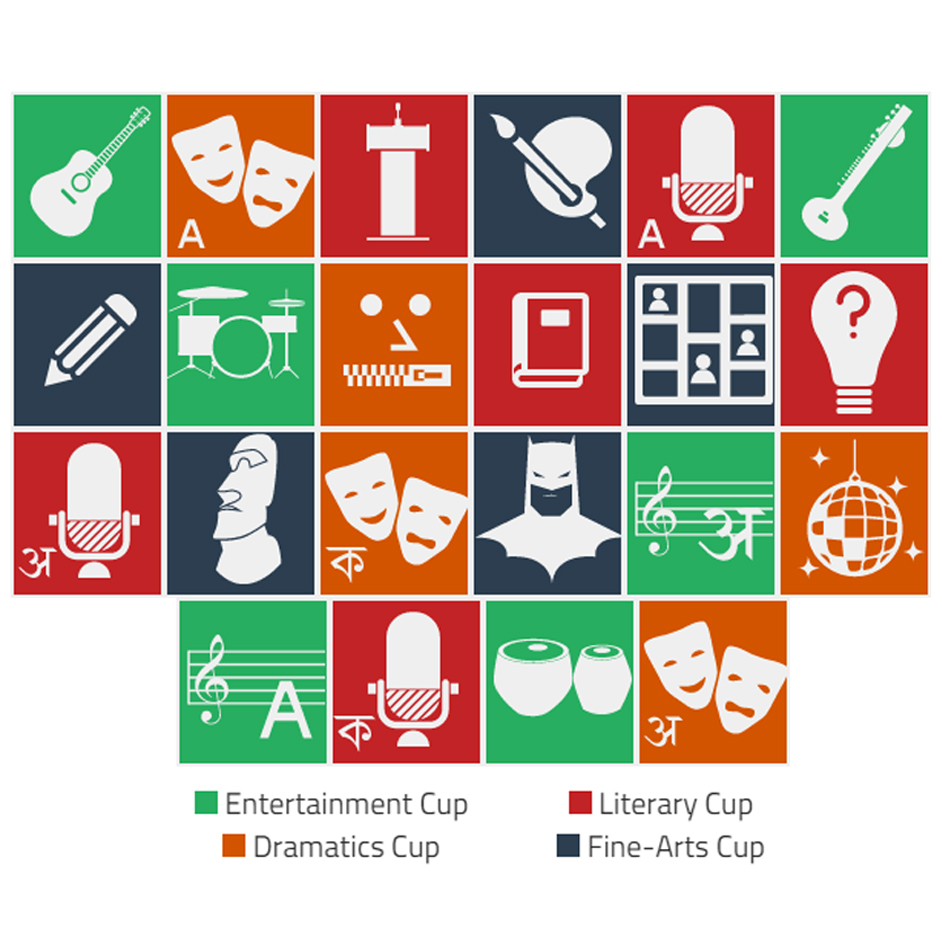 A
A
?
अ
ক
अ
A
ক
अ
Entertainment Cup
Literary Cup
Dramatics Cup
Fine-Arts Cup